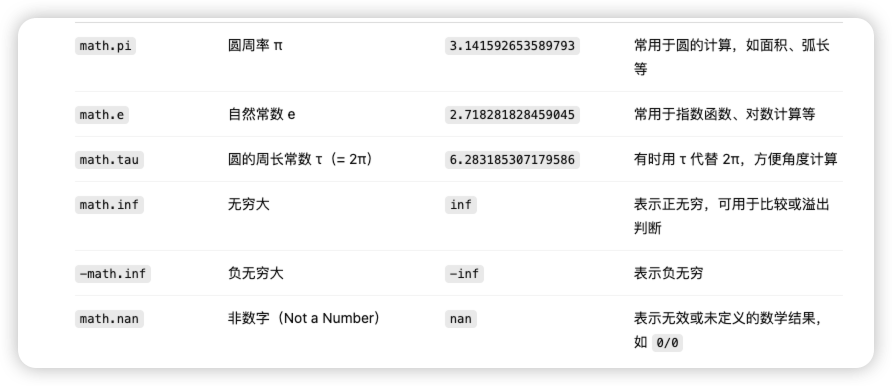 math.pi 圆周率 π 3.141592653589793 常用于圆的计算，如面积、弧长
等
math.e 自然常数 e 2.718281828459045 常用于指数函数、对数计算等
math.tau 圆的周长常数 τ（= 2π） 6.283185307179586 有时用 τ 代替 2π，方便角度计算
math.inf 无穷大 inf 表示正无穷，可用于比较或溢出
判断
-math.inf 负无穷大 -inf 表示负无穷
math.nan 非数字（Not a Number） nan 表示无效或未定义的数学结果，
如 0/0